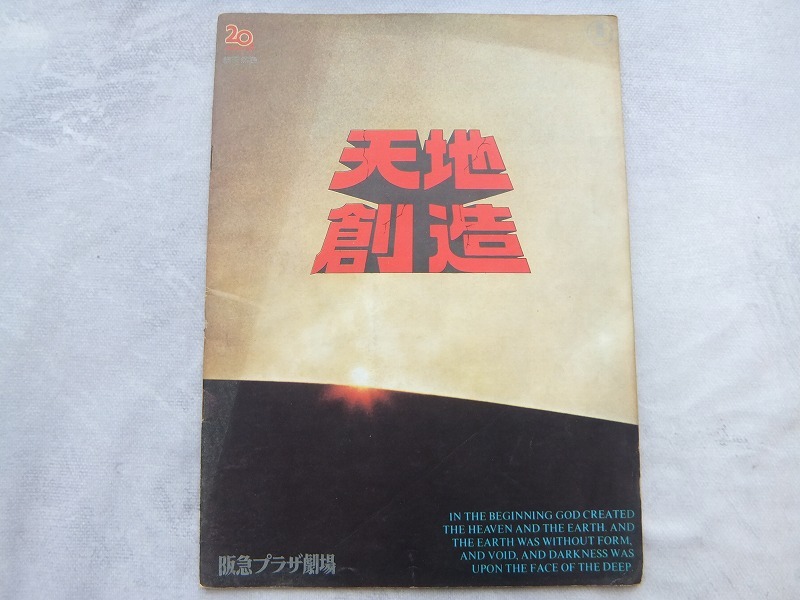 20
天地
創造
IN THE BEGINNING GOD CREATED
THE HEAVEN AND THE EARTH. AND
THE EARTH WAS WITHOUT FORM,
AND VOID, AND DARKNESS WAS
UPON THE FACE OF THE DEEP.
阪急プラザ劇場